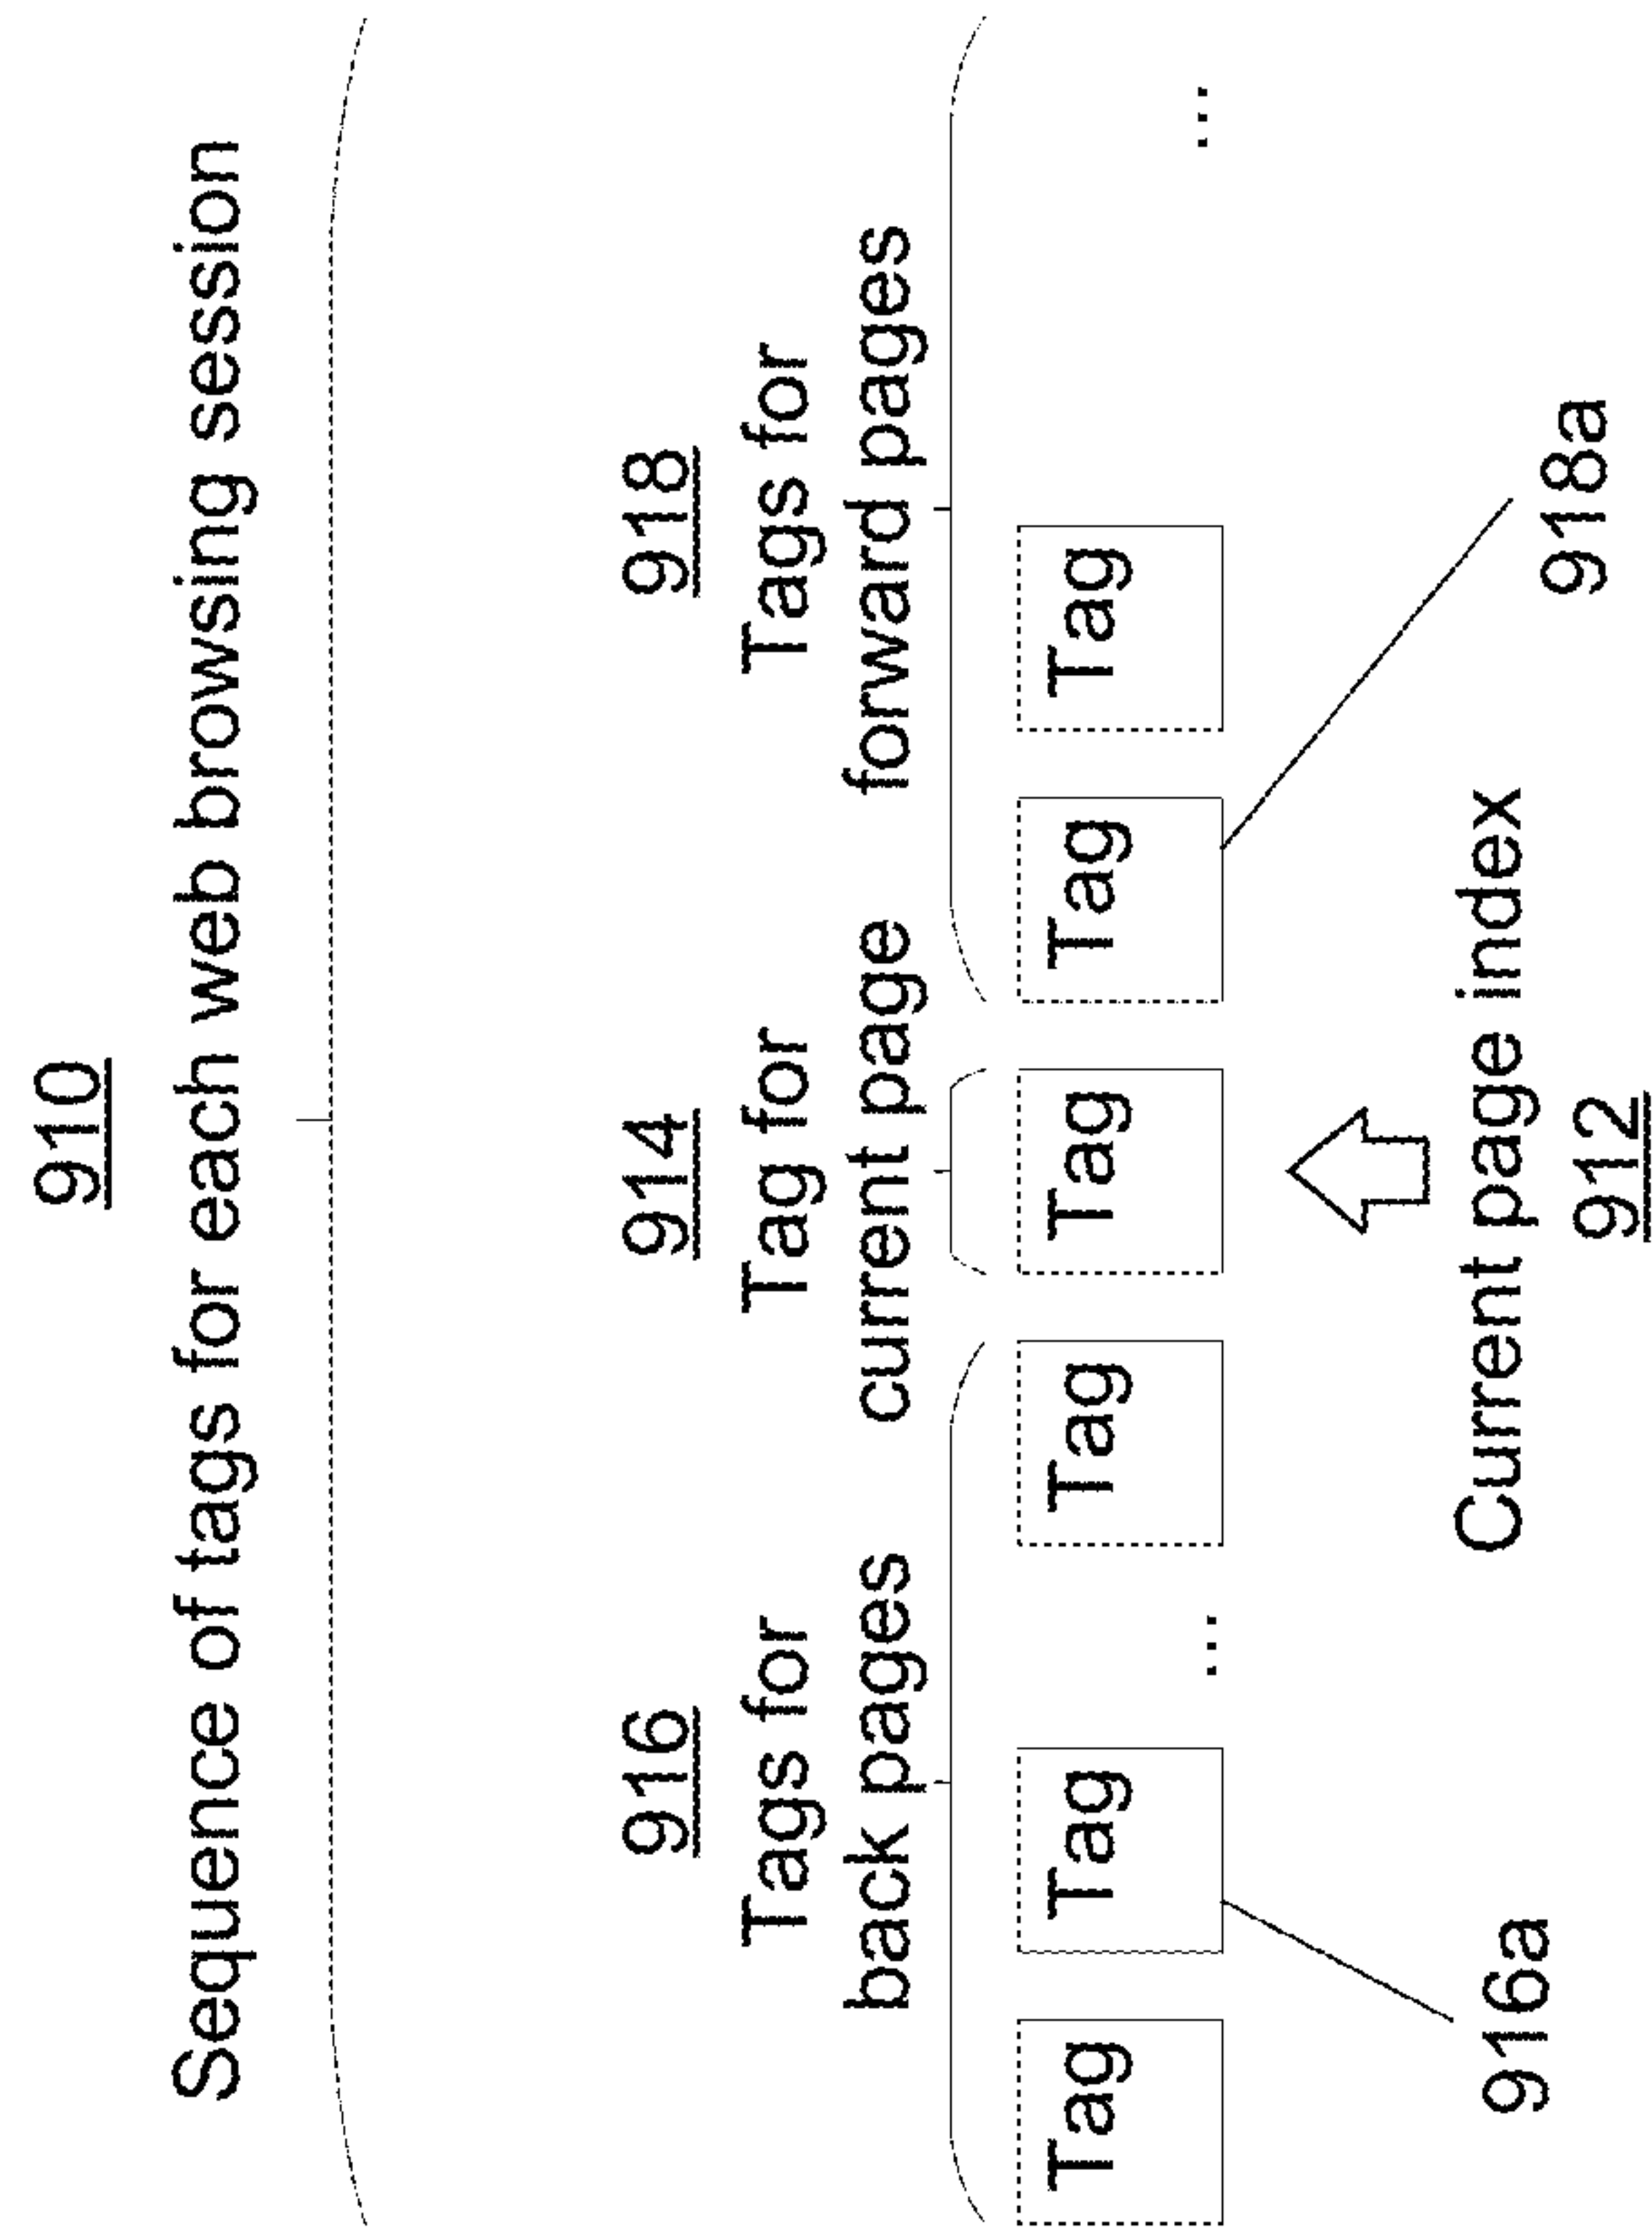 910
Sequence of tags for each web browsing session
916
Tags for
back pages
914
Tag for
current page
918
Tags for
forward pages
Tag Tag ... Tag Tag Tag Tag ...
916a
Current page index
912
918a